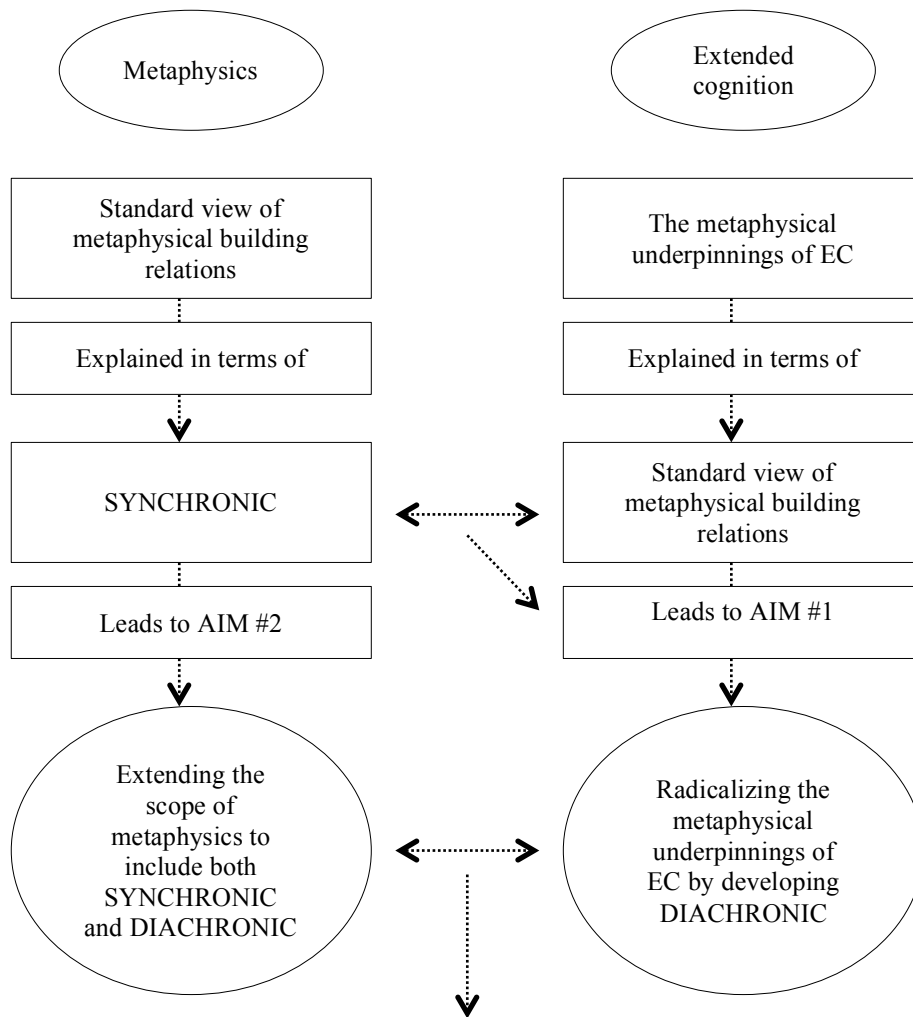 Metaphysics
Extended
cognition
Standard view of
metaphysical building
relations
The metaphysical
underpinnings of EC
Explained in terms of
Explained in terms of
SYNCHRONIC
Standard view of
metaphysical building
relations
Leads to AIM #2
Leads to AIM #1
Extending the
scope of
metaphysics to
include both
SYNCHRONIC
and DIACHRONIC
Radicalizing the
metaphysical
underpinnings of
EC by developing
DIACHRONIC